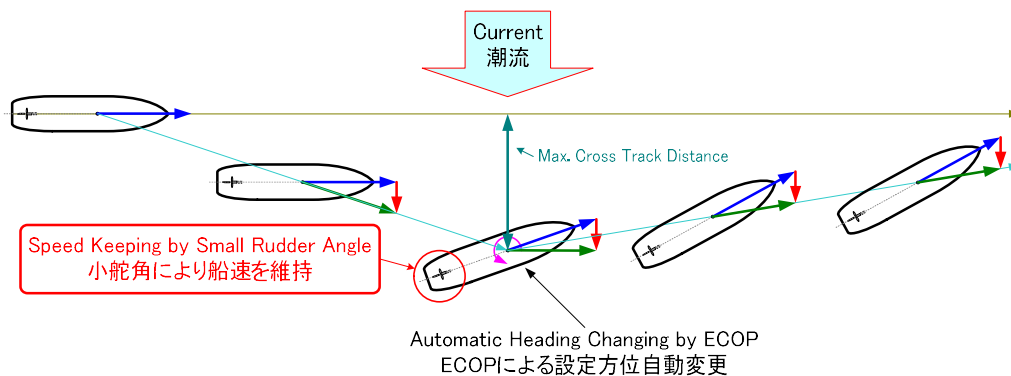 Current
潮流
Max. Cross Track Distance
Speed Keeping by Small Rudder Angle
小舵角により船速を維持
Automatic Heading Changing by ECOP
ECOPによる設定方位自動変更